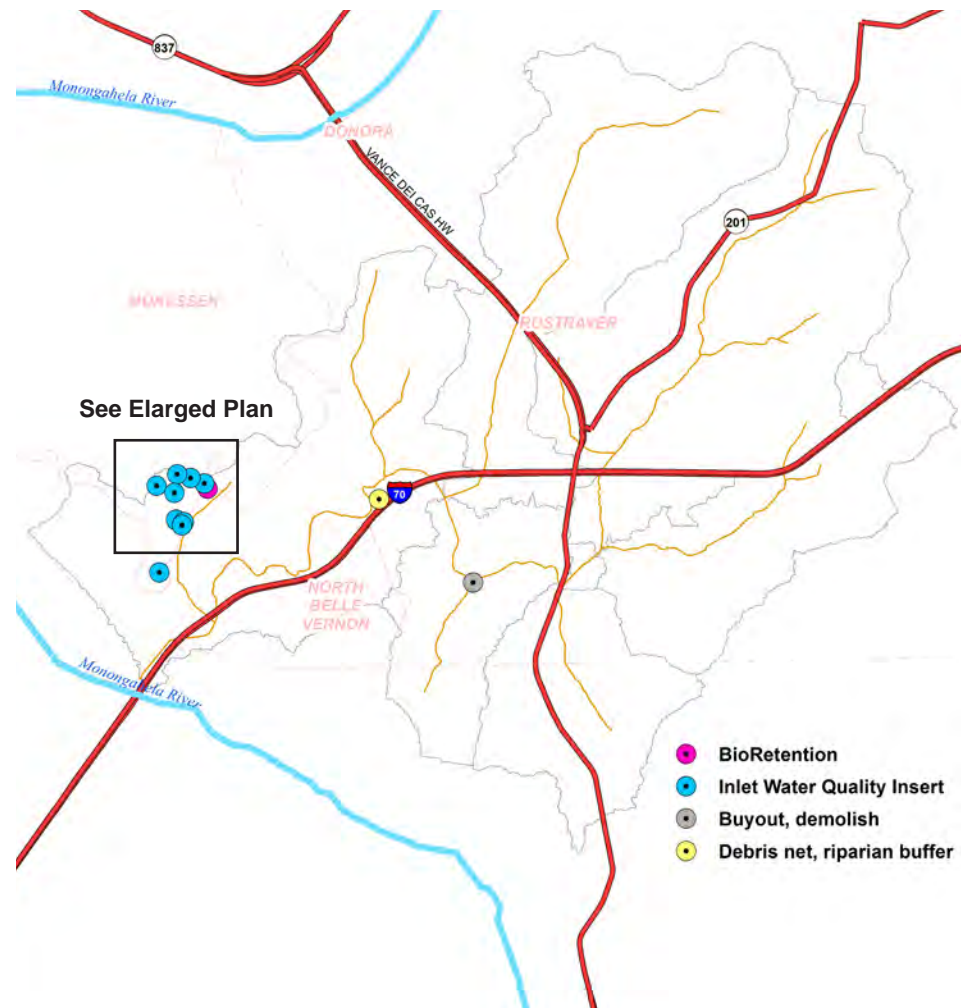 837
Monongahela River
DONORA
VANCE DEI CAS HW
201
MONESSEN
ROSTRAVER
See Elarged Plan
70
NORTH
BELLE
VERNON
Monongahela River
BioRetention
Inlet Water Quality Insert
Buyout, demolish
Debris net, riparian buffer